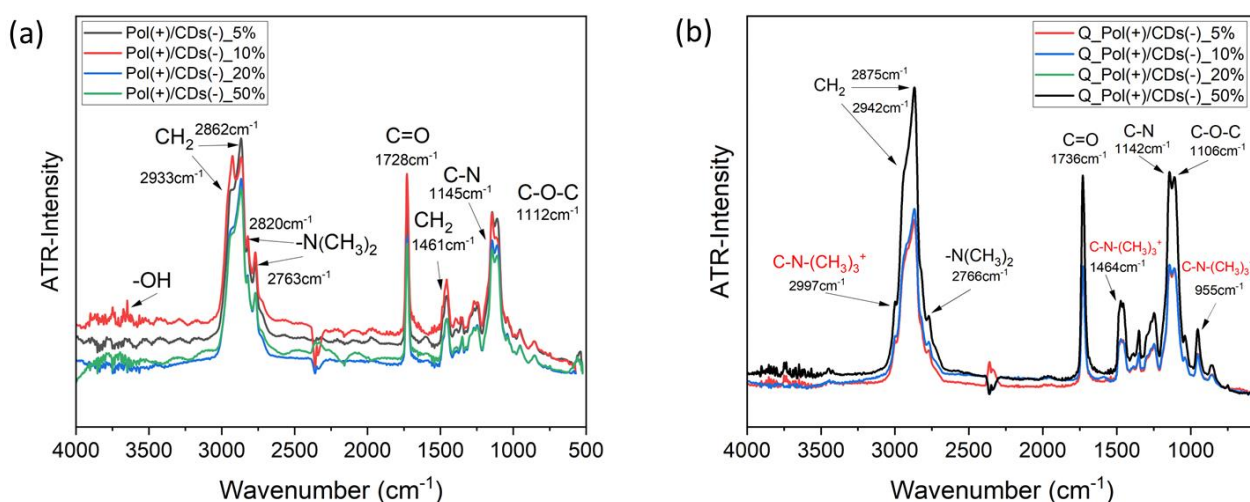 (a)
Pol(+)/CDs(-)_5%
Pol(+)/CDs(-)_10%
Pol(+)/CDs(-)_20%
Pol(+)/CDs(-)_50%
ATR-Intensity
CH₂
2862cm⁻¹
2933cm⁻¹
2820cm⁻¹
-N(CH₃)₂
2763cm⁻¹
-OH
C=O
1728cm⁻¹
CH₂
1461cm⁻¹
C-N
1145cm⁻¹
C-O-C
1112cm⁻¹
4000 3500 3000 2500 2000 1500 1000 500
Wavenumber (cm⁻¹)
(b)
Q_Pol(+)/CDs(-)_5%
Q_Pol(+)/CDs(-)_10%
Q_Pol(+)/CDs(-)_20%
Q_Pol(+)/CDs(-)_50%
ATR-Intensity
CH₂
2875cm⁻¹
2942cm⁻¹
C-N-(CH₃)₃⁺
2997cm⁻¹
-N(CH₃)₂
2766cm⁻¹
C=O
1736cm⁻¹
C-N
1142cm⁻¹
C-O-C
1106cm⁻¹
C-N-(CH₃)₃⁺
1464cm⁻¹
C-N-(CH₃)₃
955cm⁻¹
4000 3500 3000 2500 2000 1500 1000
Wavenumber (cm⁻¹)